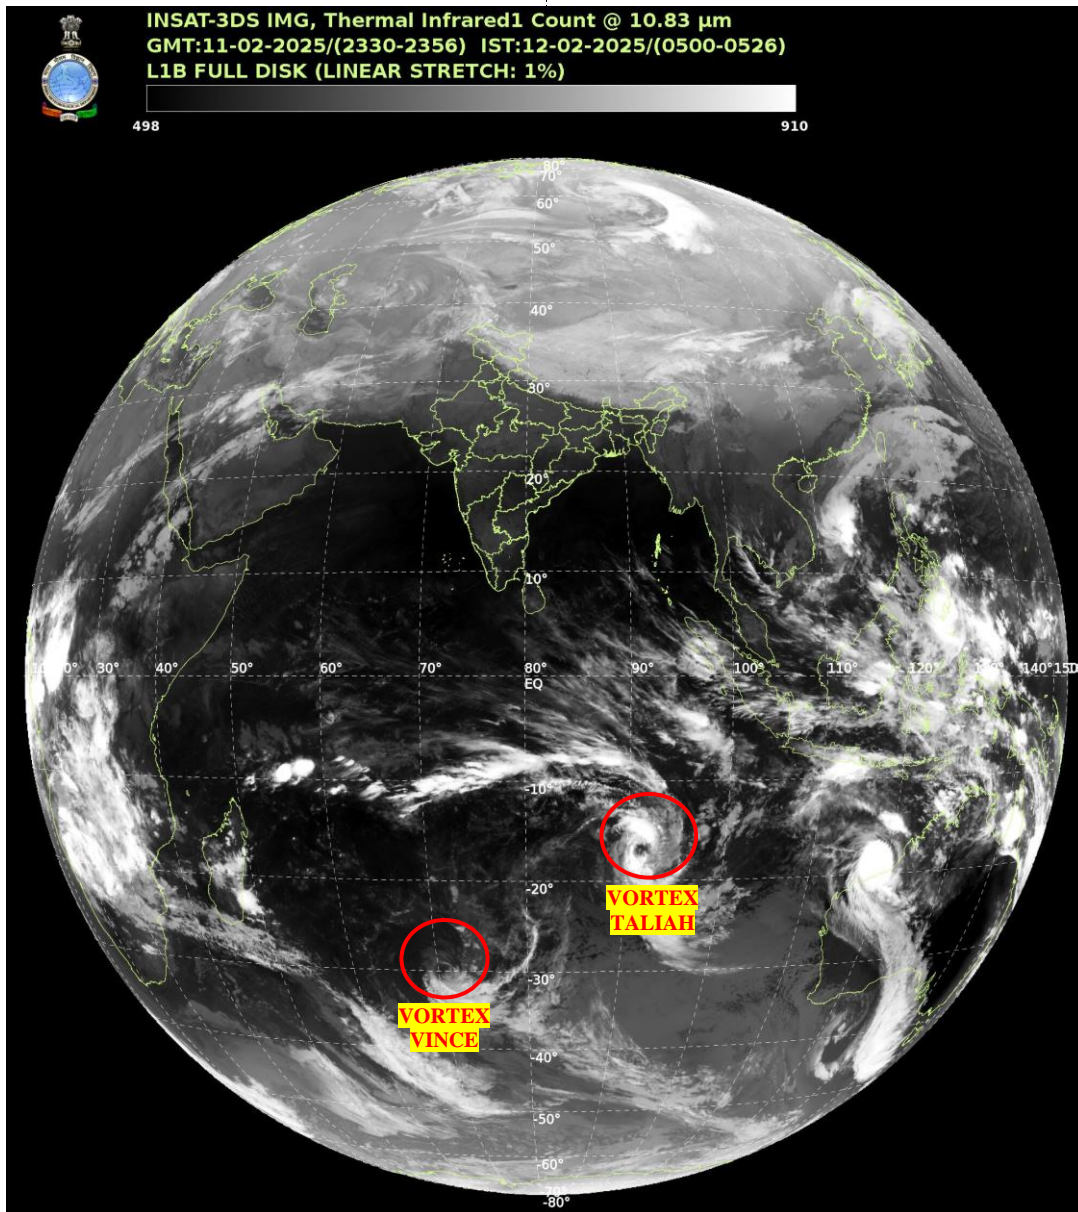 INSAT-3DS IMG, Thermal Infrared1 Count @ 10.83 μm
GMT:11-02-2025/(2330-2356) IST:12-02-2025/(0500-0526)
L1B FULL DISK (LINEAR STRETCH: 1%)
498 910
80°
70°
60°
50°
40°
30°
20°
10°
30° 40° 50° 60° 70° 80° 90° 100° 110° 120° 140°
EQ
-10°
-20°
VORTEX
TALIAH
-30°
VORTEX
VINCE
-40°
-50°
-60°
-80°